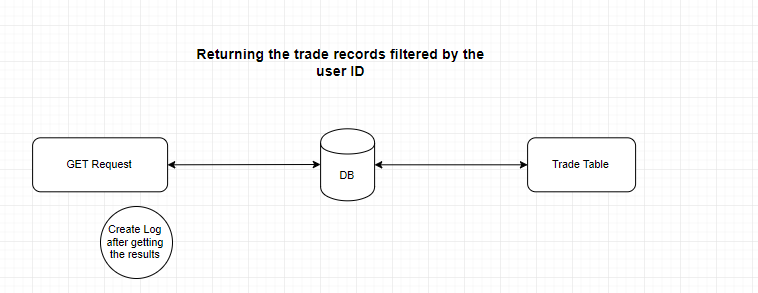 Returning the trade records filtered by the
user ID
GET Request
DB
Trade Table
Create Log
after getting
the results